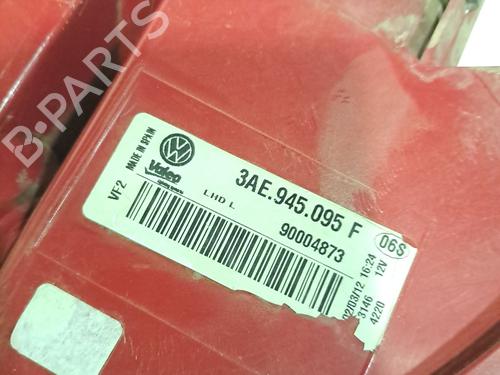 B-PARTS
MADE IN SPAIN
VW
Valeo
VF2
LHD L
3AE.945.095 F
90004873
06S
02/03/12 16:24
3146 12V
4220